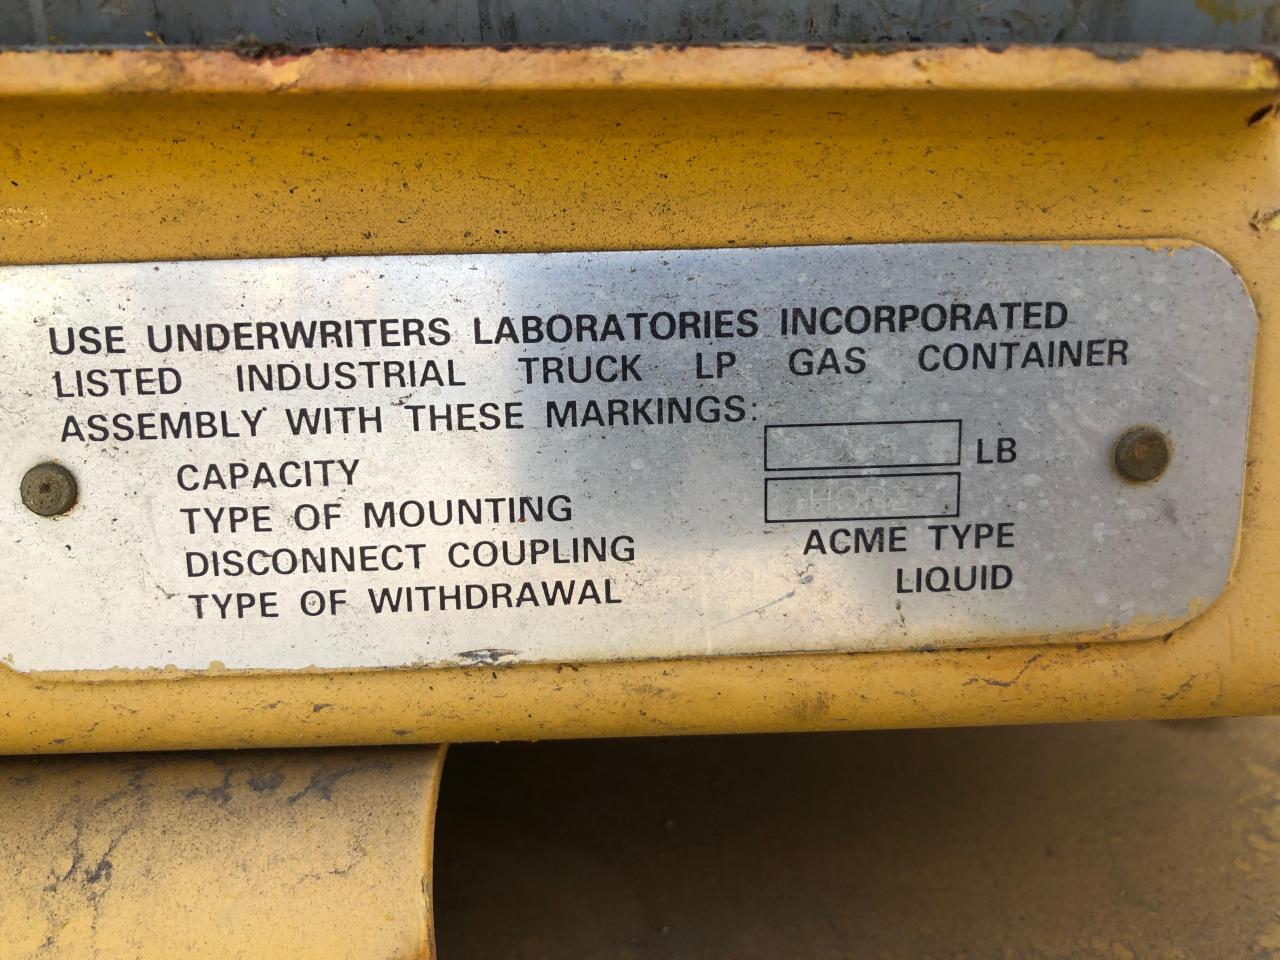 USE UNDERWRITERS LABORATORIES INCORPORATED
LISTED INDUSTRIAL TRUCK LP GAS CONTAINER
ASSEMBLY WITH THESE MARKINGS:
CAPACITY LB
TYPE OF MOUNTING
DISCONNECT COUPLING ACME TYPE
TYPE OF WITHDRAWAL LIQUID